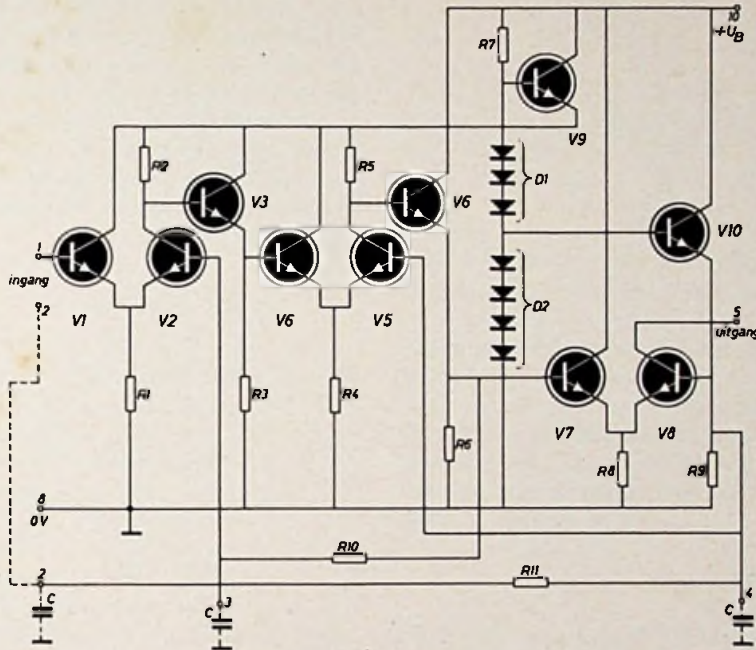 10
+UB
R7
V9
R2
R5
V3
V6
D1
V10
1
ingang
2
V1
V2
V6
V5
D2
5
uitgang
R1
R3
R4
R6
V7
V8
R8
R9
8
0V
R10
2
R11
C
C
3
C
4